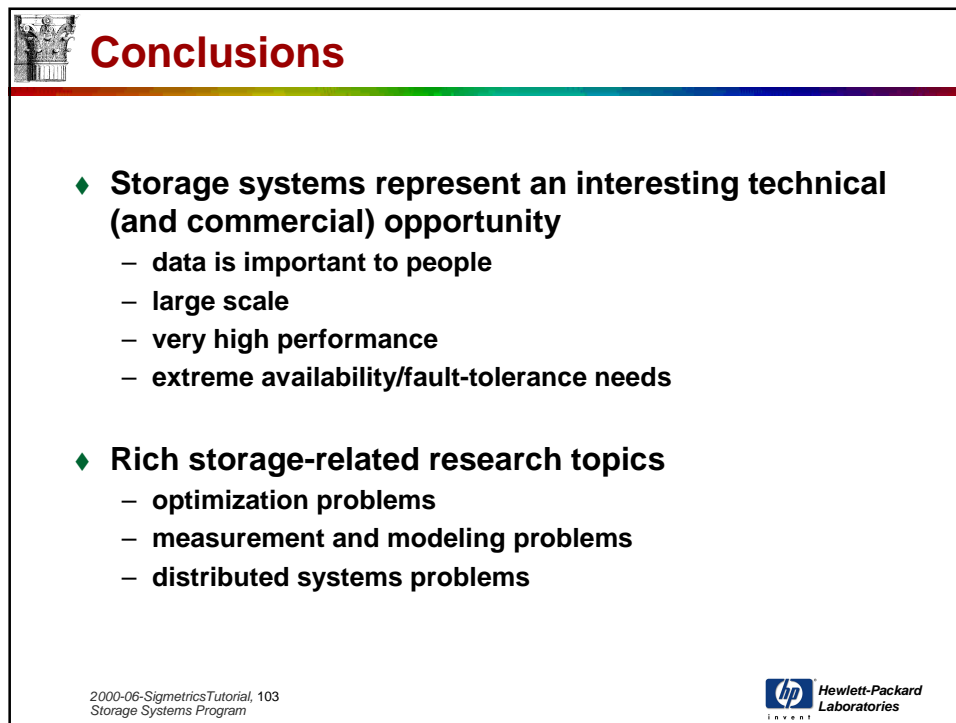 Conclusions
♦ Storage systems represent an interesting technical
(and commercial) opportunity
– data is important to people
– large scale
– very high performance
– extreme availability/fault-tolerance needs
♦ Rich storage-related research topics
– optimization problems
– measurement and modeling problems
– distributed systems problems
2000-06-SigmetricsTutorial, 103
Storage Systems Program
hp
invent
Hewlett-Packard
Laboratories